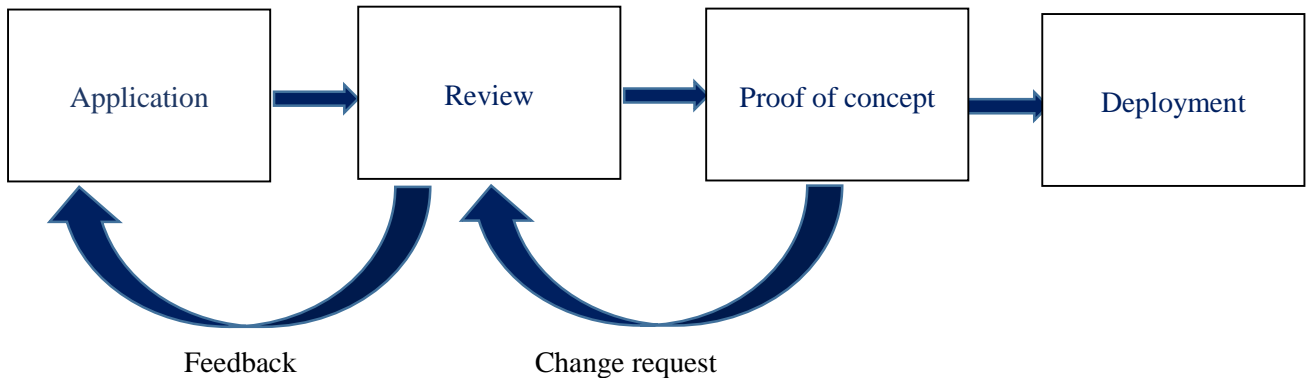 Application
Review
Proof of concept
Deployment
Feedback
Change request